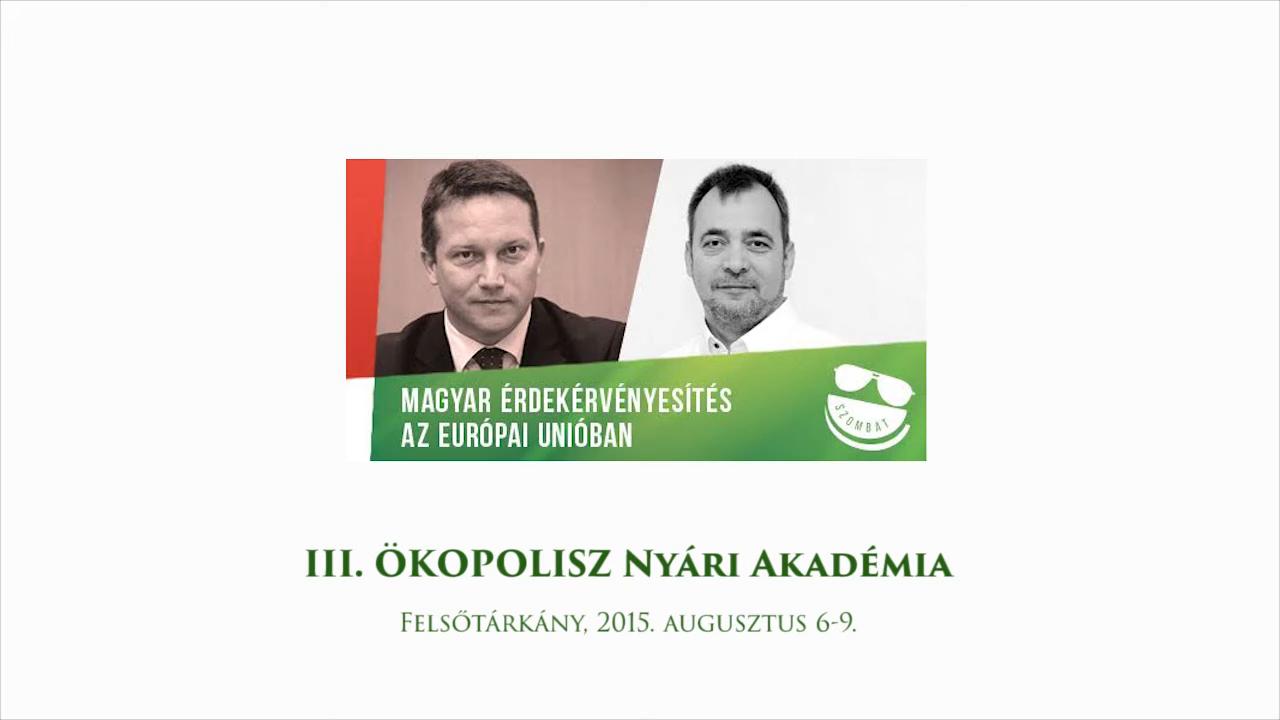 MAGYAR ÉRDEKÉRVÉNYESÍTÉS
AZ EURÓPAI UNIÓBAN
SZOMBAT
III. ÖKOPOLISZ Nyári Akadémia
Felsőtárkány, 2015. augusztus 6-9.